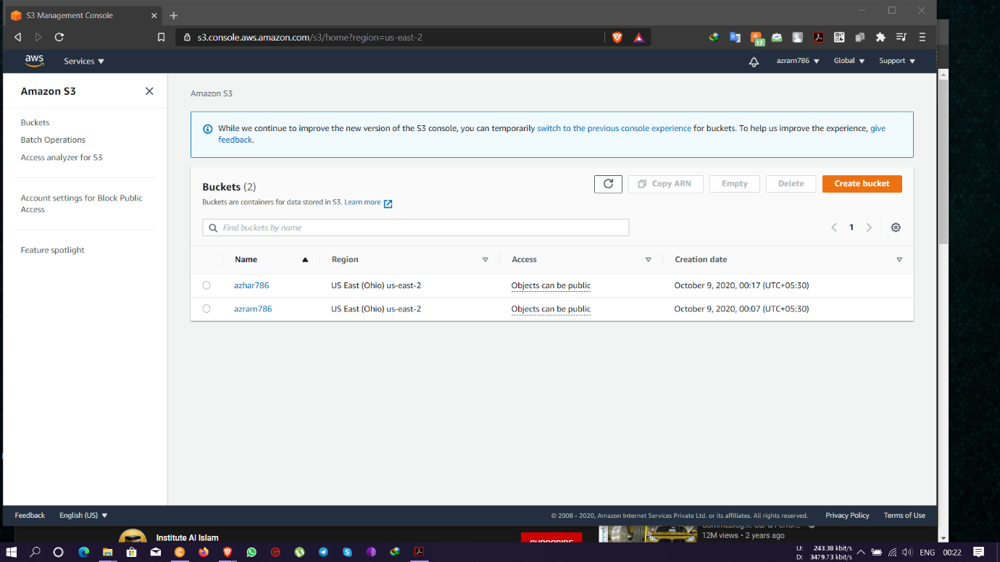 S3 Management Console
s3.console.aws.amazon.com/s3/home?region=us-east-2
17
aws
Services
azrarn786
Global
Support
Amazon S3
Buckets
Batch Operations
Access analyzer for S3
Account settings for Block Public
Access
Feature spotlight
Amazon S3
While we continue to improve the new version of the S3 console, you can temporarily switch to the previous console experience for buckets. To help us improve the experience, give
feedback.
Buckets (2)
Buckets are containers for data stored in S3. Learn more
Copy ARN
Empty
Delete
Create bucket
Find buckets by name
1
Name Region Access Creation date
azhar786 US East (Ohio) us-east-2 Objects can be public October 9, 2020, 00:17 (UTC+05:30)
azrarn786 US East (Ohio) us-east-2 Objects can be public October 9, 2020, 00:07 (UTC+05:30)
Feedback English (US) © 2008 - 2020, Amazon Internet Services Private Ltd. or its affiliates. All rights reserved. Privacy Policy Terms of Use
Institute Al Islam
SUBSCRIBE
12M views • 2 years ago
U: 243.38 kbit/s
D: 3479.73 kbit/s
ENG 00:22